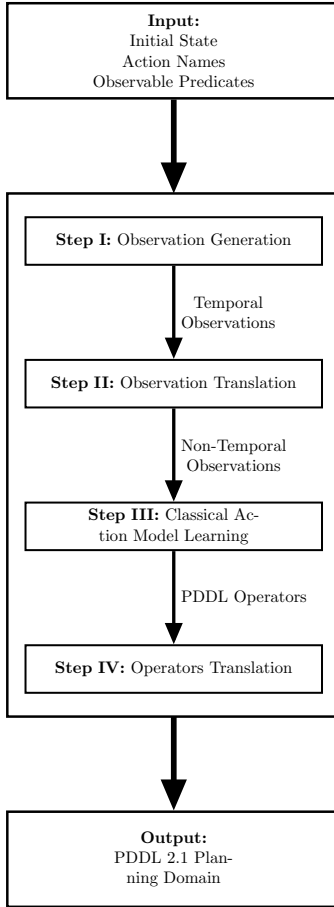 Input:
Initial State
Action Names
Observable Predicates
Step I: Observation Generation
Temporal
Observations
Step II: Observation Translation
Non-Temporal
Observations
Step III: Classical Ac-
tion Model Learning
PDDL Operators
Step IV: Operators Translation
Output:
PDDL 2.1 Plan-
ning Domain